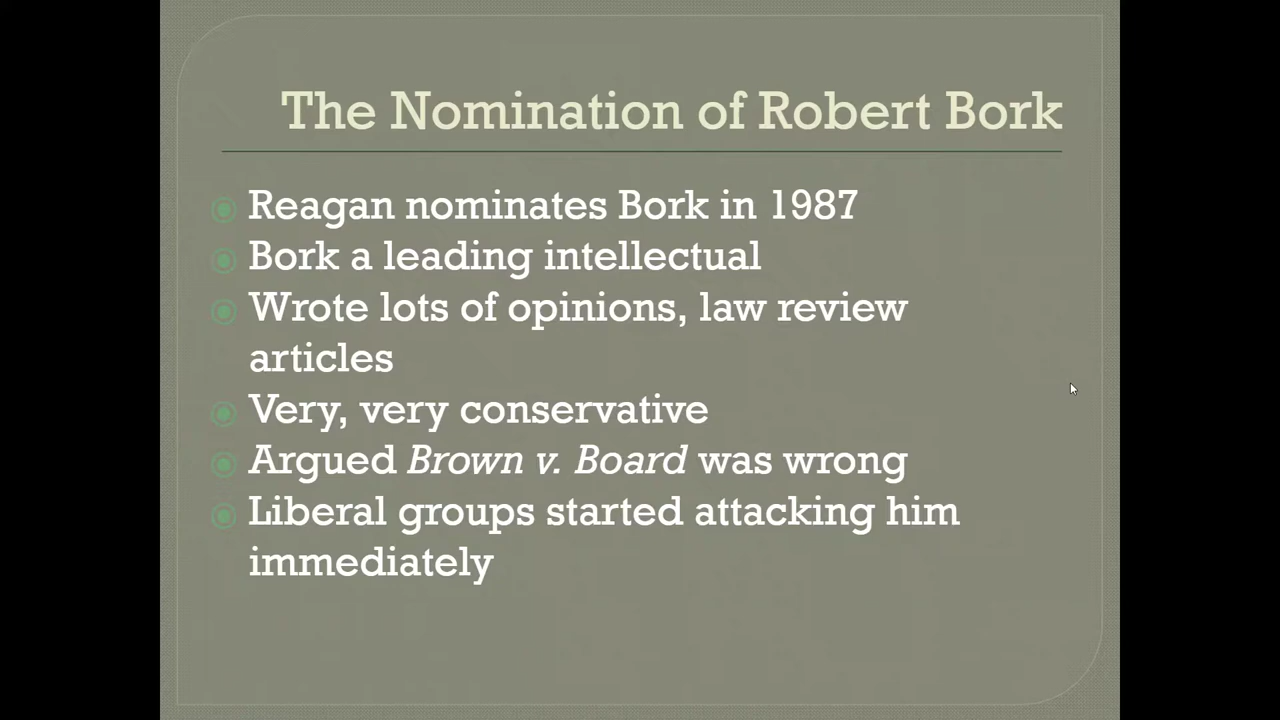 The Nomination of Robert Bork
Reagan nominates Bork in 1987
Bork a leading intellectual
Wrote lots of opinions, law review
articles
Very, very conservative
Argued Brown v. Board was wrong
Liberal groups started attacking him
immediately